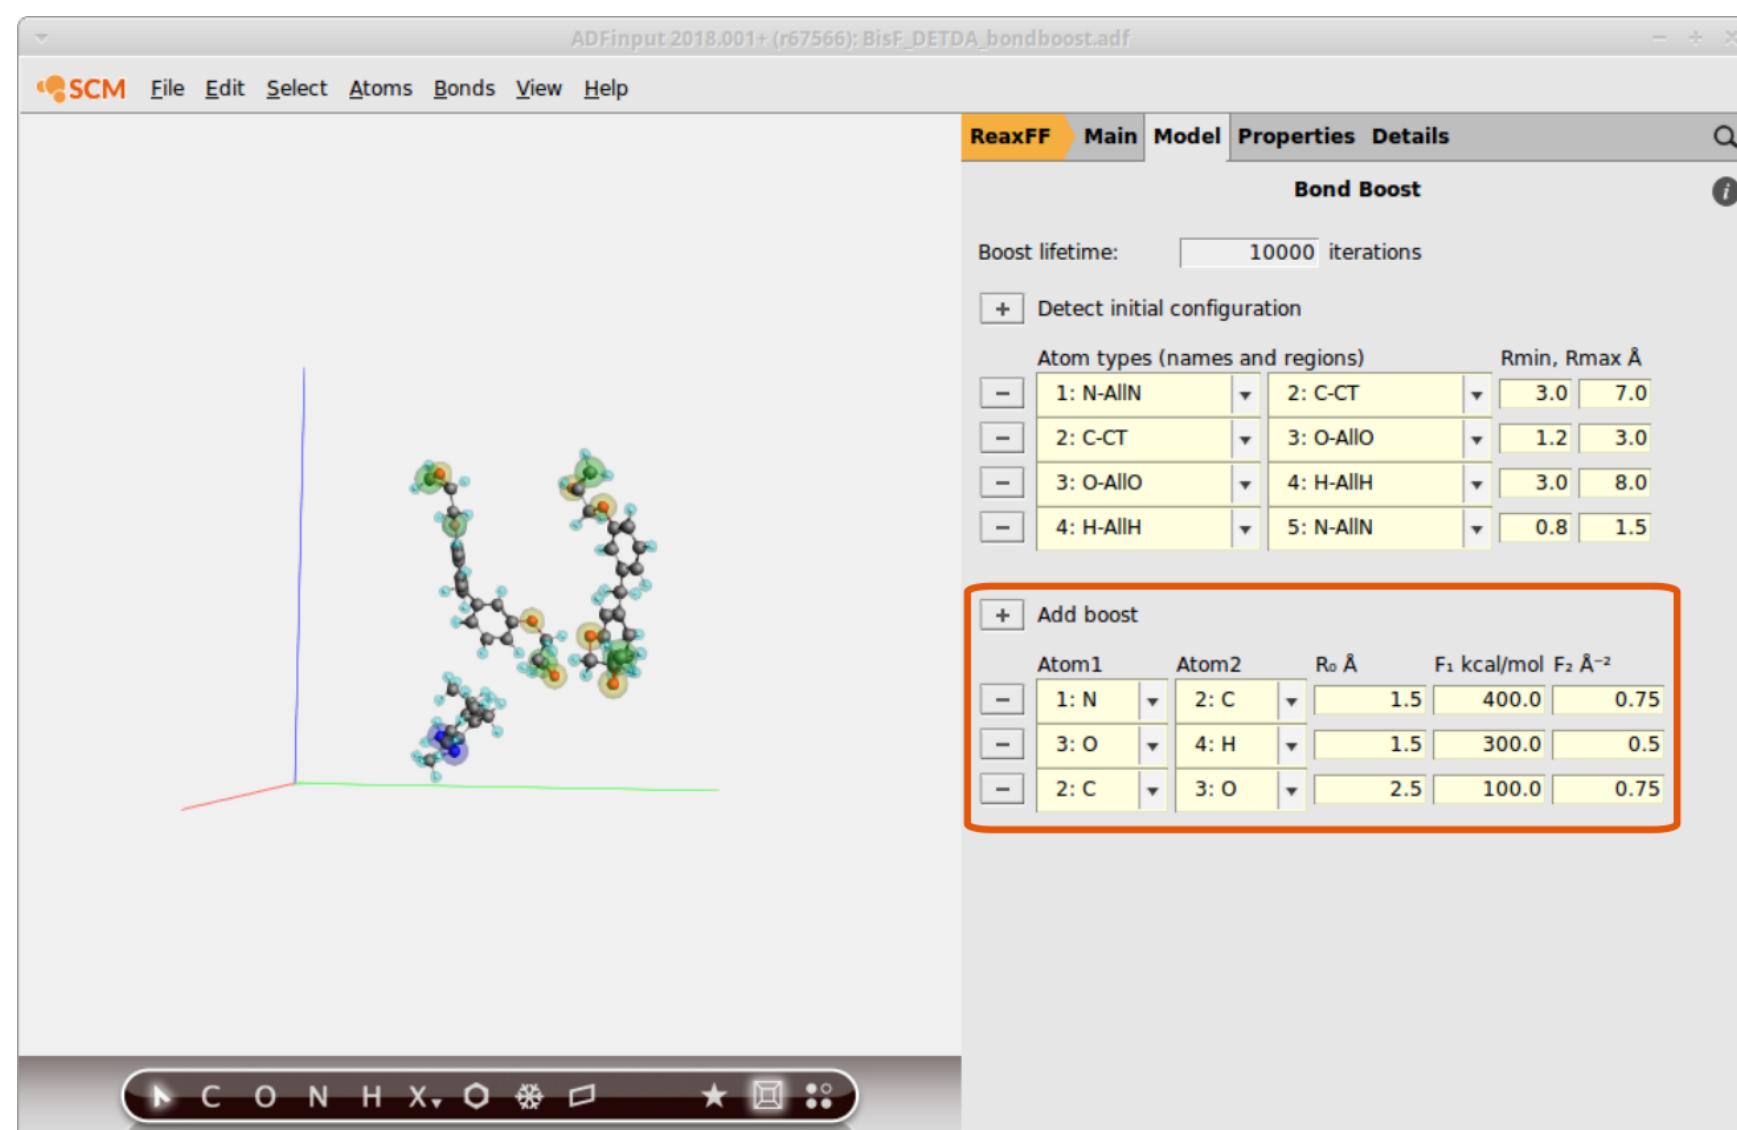 ADFinput 2018.001+ (r67566): BisF_DETDA_bondboost.adf
SCM File Edit Select Atoms Bonds View Help
ReaxFF Main Model Properties Details
Bond Boost
i
Boost lifetime: 10000 iterations
+ Detect initial configuration
Atom types (names and regions) Rmin, Rmax Å
− 1: N-AllN 2: C-CT 3.0 7.0
− 2: C-CT 3: O-AllO 1.2 3.0
− 3: O-AllO 4: H-AllH 3.0 8.0
− 4: H-AllH 5: N-AllN 0.8 1.5
+ Add boost
Atom1 Atom2 R₀ Å F₁ kcal/mol F₂ Å⁻²
− 1: N 2: C 1.5 400.0 0.75
− 3: O 4: H 1.5 300.0 0.5
− 2: C 3: O 2.5 100.0 0.75
C O N H X